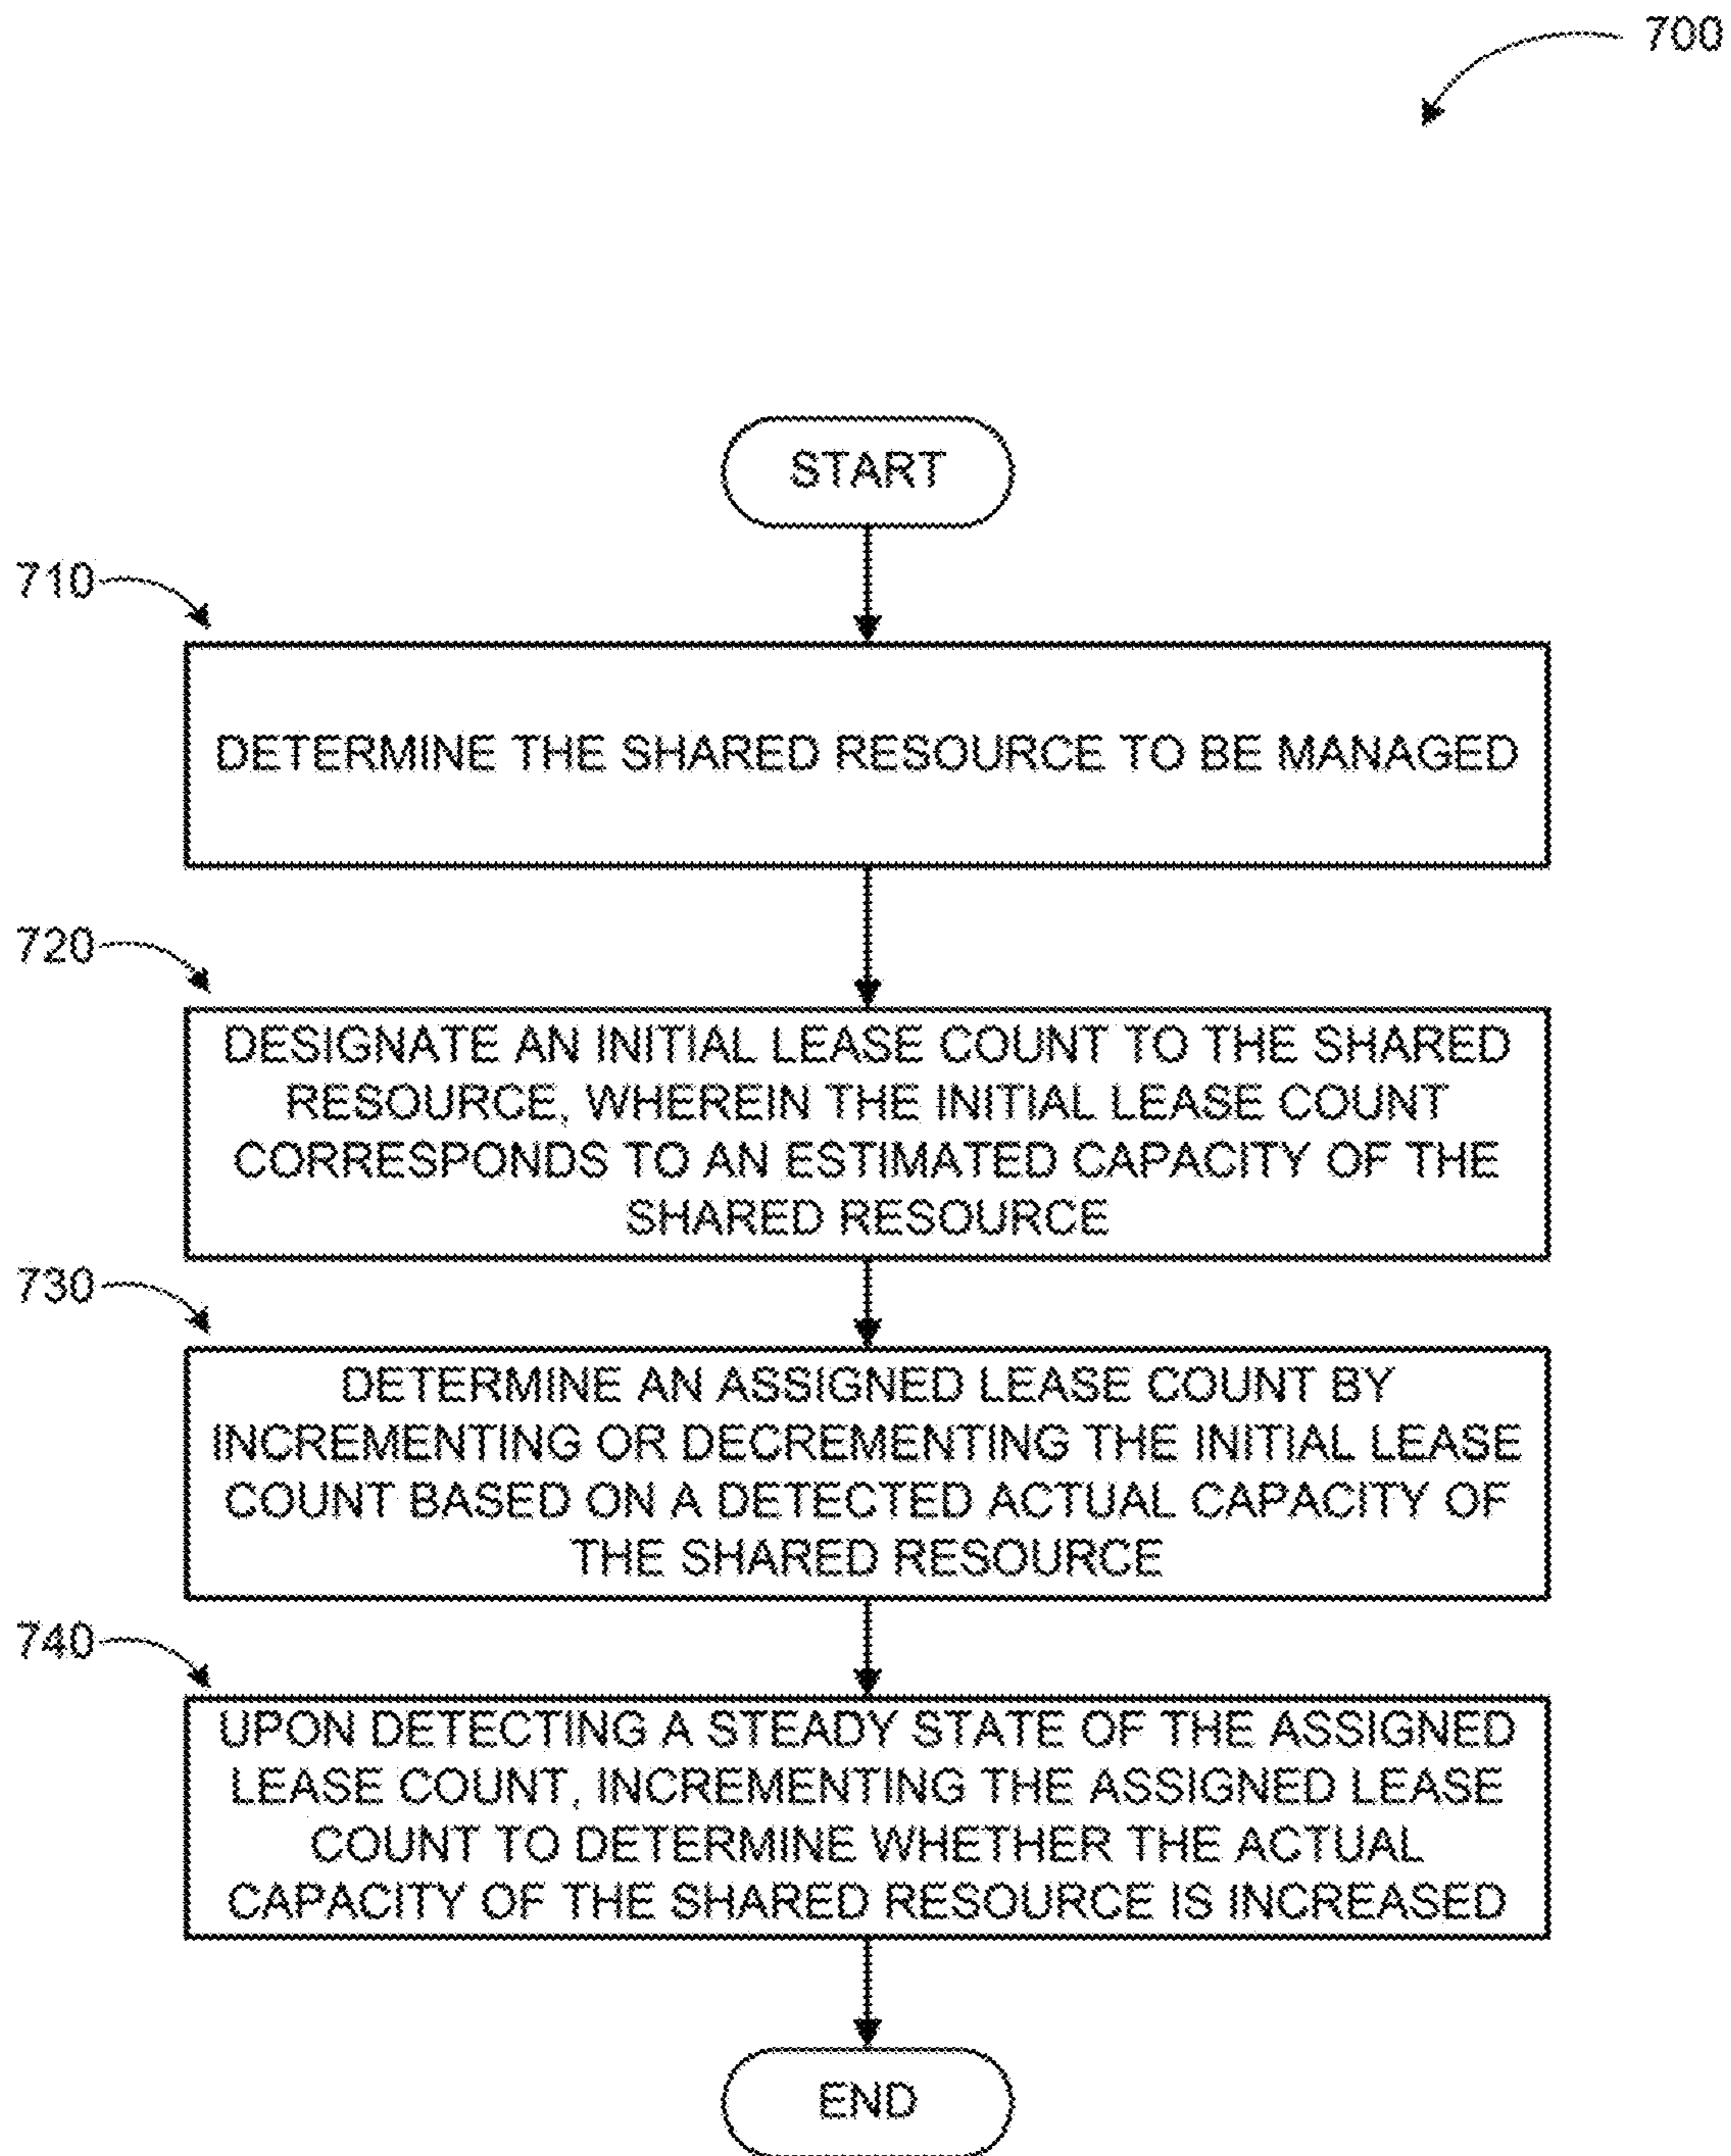 700
START
710
DETERMINE THE SHARED RESOURCE TO BE MANAGED
720
DESIGNATE AN INITIAL LEASE COUNT TO THE SHARED
RESOURCE, WHEREIN THE INITIAL LEASE COUNT
CORRESPONDS TO AN ESTIMATED CAPACITY OF THE
SHARED RESOURCE
730
DETERMINE AN ASSIGNED LEASE COUNT BY
INCREMENTING OR DECREMENTING THE INITIAL LEASE
COUNT BASED ON A DETECTED ACTUAL CAPACITY OF
THE SHARED RESOURCE
740
UPON DETECTING A STEADY STATE OF THE ASSIGNED
LEASE COUNT, INCREMENTING THE ASSIGNED LEASE
COUNT TO DETERMINE WHETHER THE ACTUAL
CAPACITY OF THE SHARED RESOURCE IS INCREASED
END